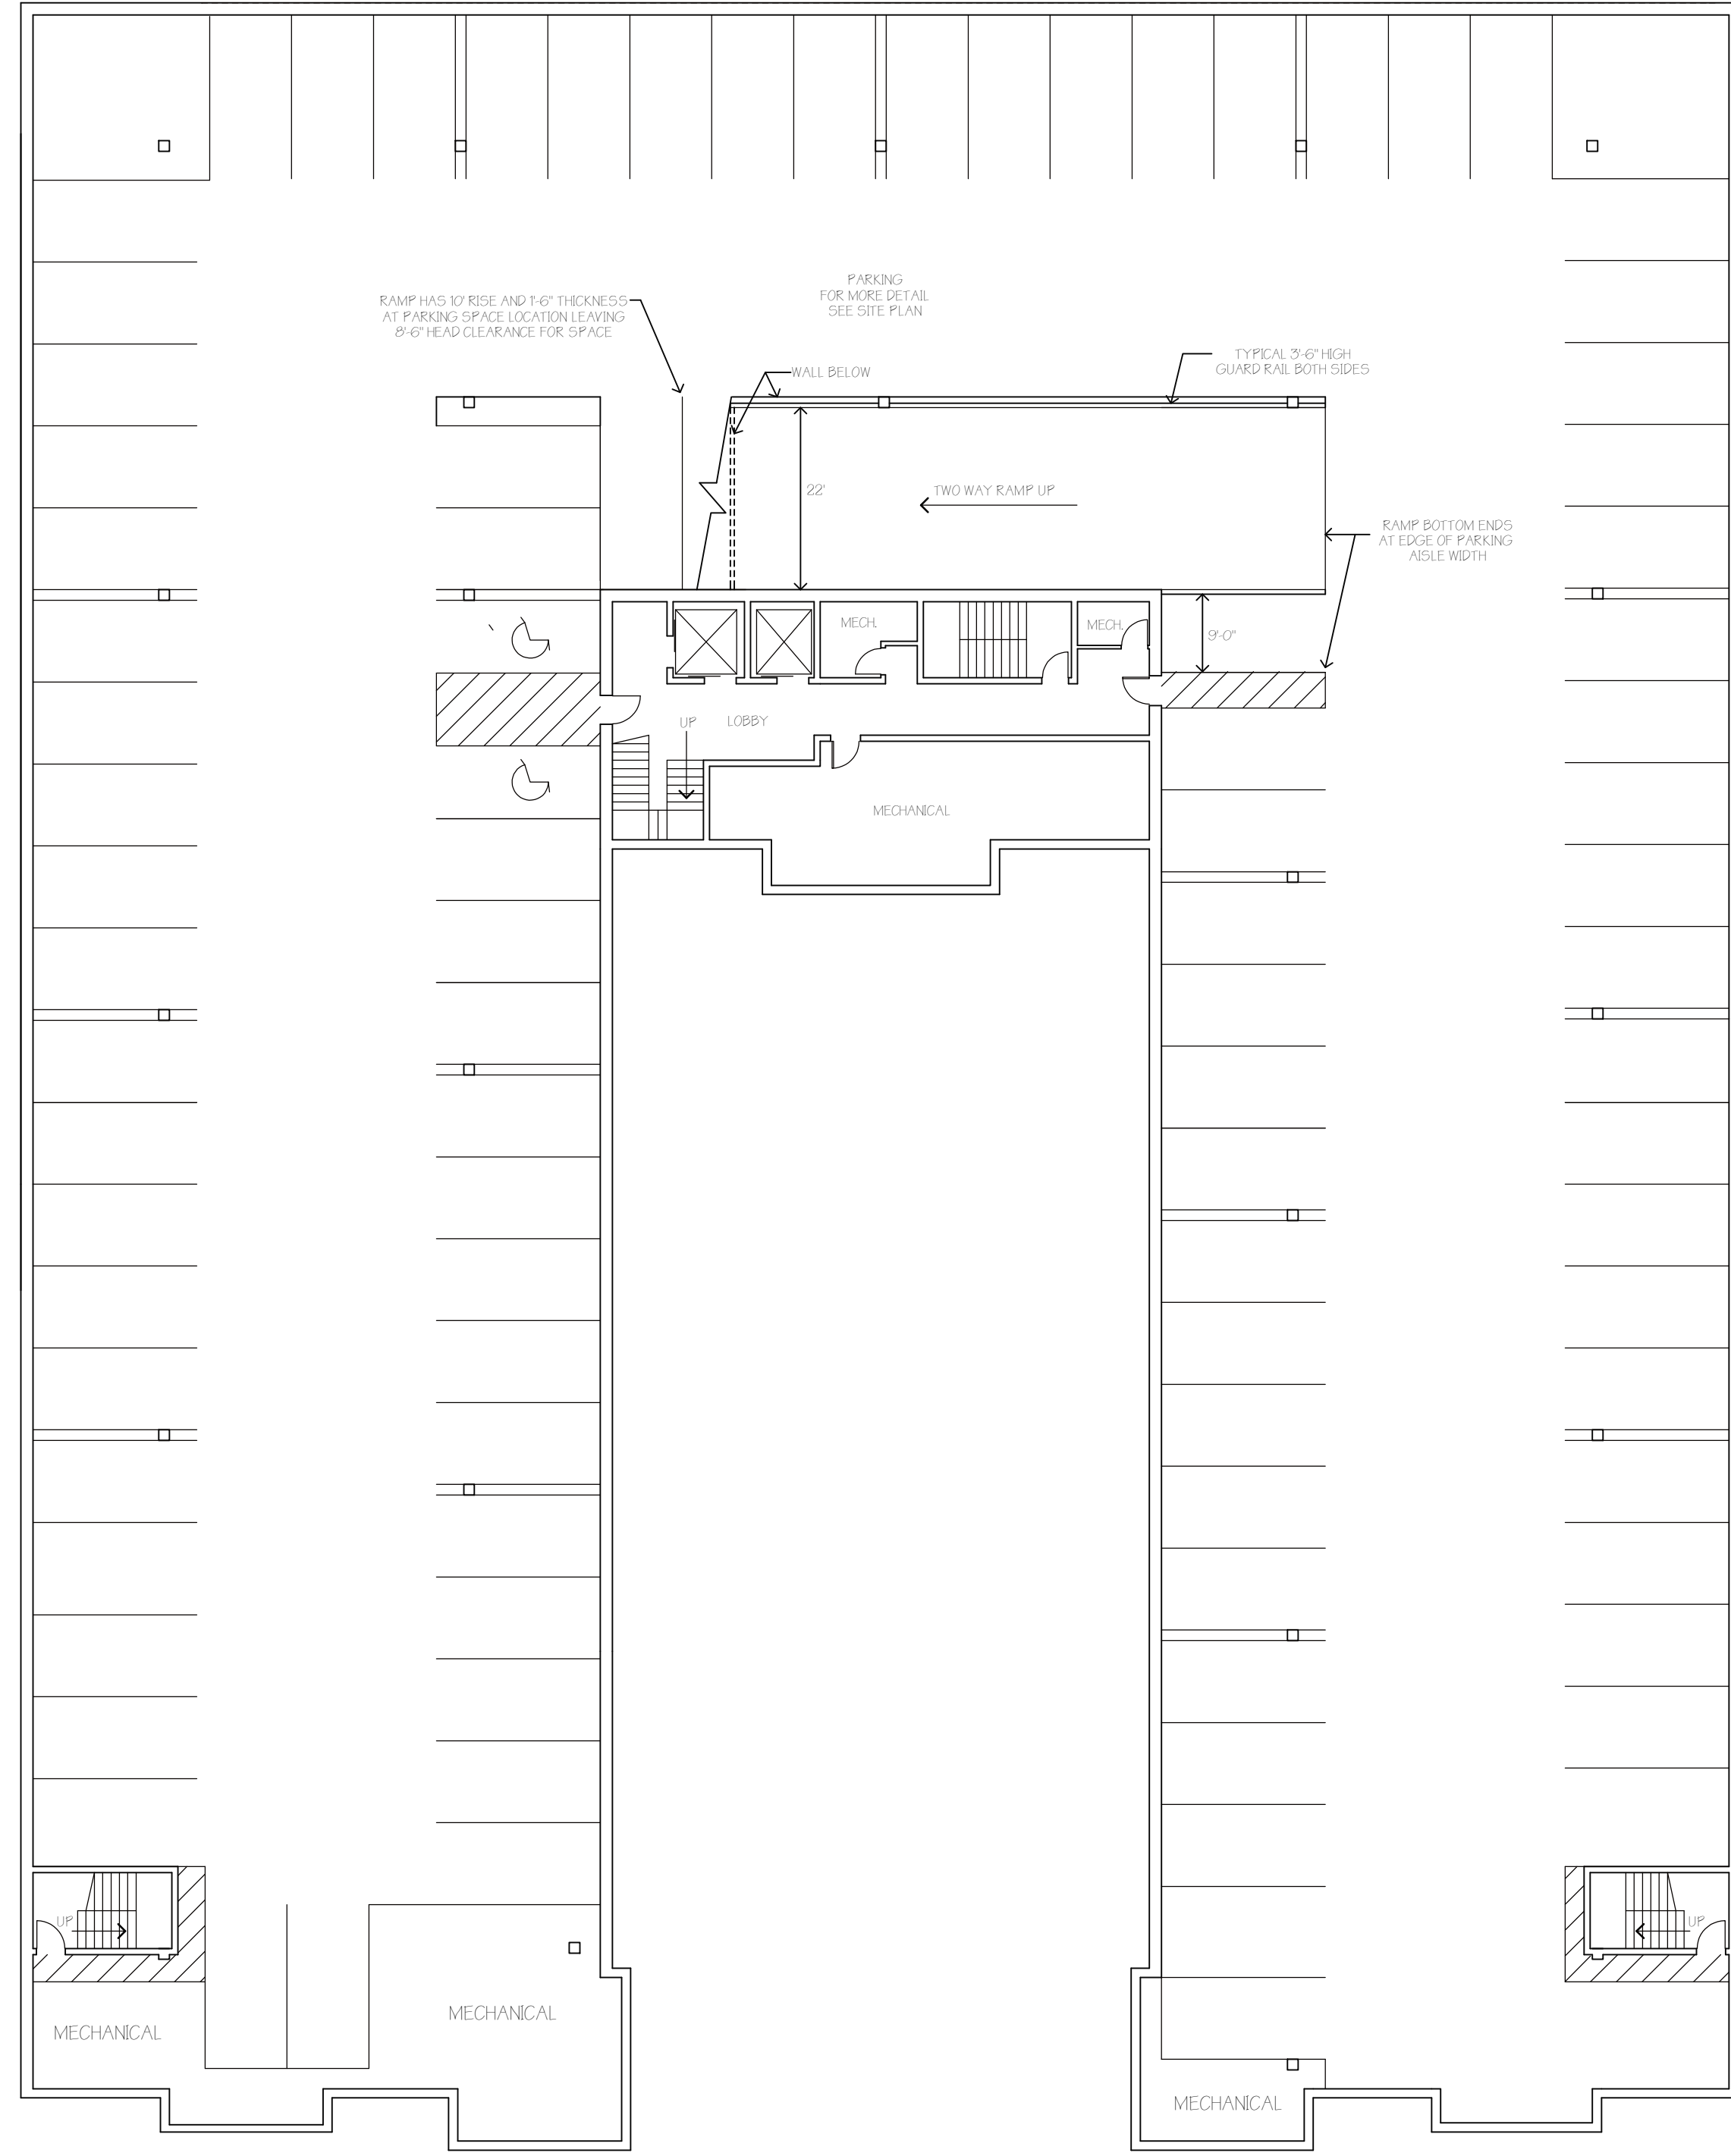 PARKING
FOR MORE DETAIL
SEE SITE PLAN
RAMP HAS 10' RISE AND 1'-6" THICKNESS
AT PARKING SPACE LOCATION LEAVING
8'-6" HEAD CLEARANCE FOR SPACE
WALL BELOW
TYPICAL 3'-6" HIGH
GUARD RAIL BOTH SIDES
22'
TWO WAY RAMP UP
RAMP BOTTOM ENDS
AT EDGE OF PARKING
AISLE WIDTH
MECH.
MECH.
9'-0"
UP
LOBBY
MECHANICAL
UP
UP
MECHANICAL
MECHANICAL
MECHANICAL